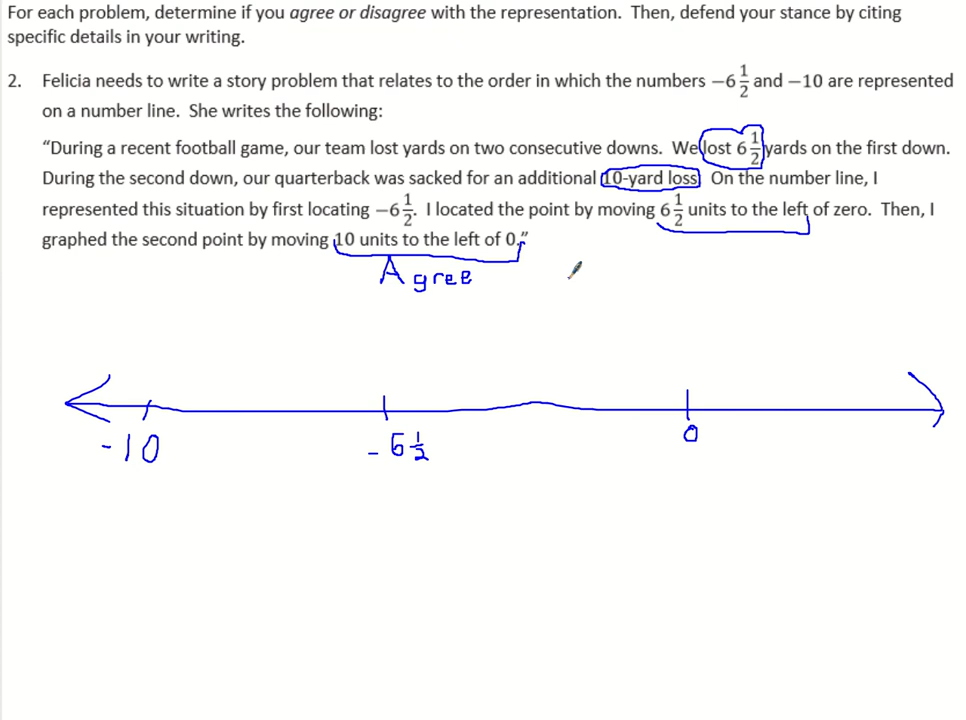 For each problem, determine if you agree or disagree with the representation.  Then, defend your stance by citing
specific details in your writing.
2. Felicia needs to write a story problem that relates to the order in which the numbers −6 1/2 and −10 are represented
on a number line.  She writes the following:
“During a recent football game, our team lost yards on two consecutive downs.  We lost 6 1/2 yards on the first down.
During the second down, our quarterback was sacked for an additional 10-yard loss.  On the number line, I
represented this situation by first locating −6 1/2.  I located the point by moving 6 1/2 units to the left of zero.  Then, I
graphed the second point by moving 10 units to the left of 0.”
Agree
-10 -6 1/2 0